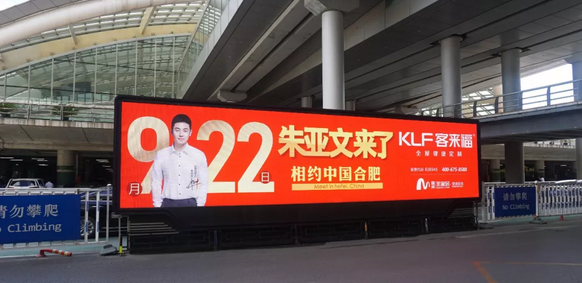 9月22日
朱亚文来了
相约中国合肥
Meet in hefei, China
KLF客来福
全屋健康定制
400-675-8588
请勿攀爬
No Climbing
请勿攀爬
No Climbing